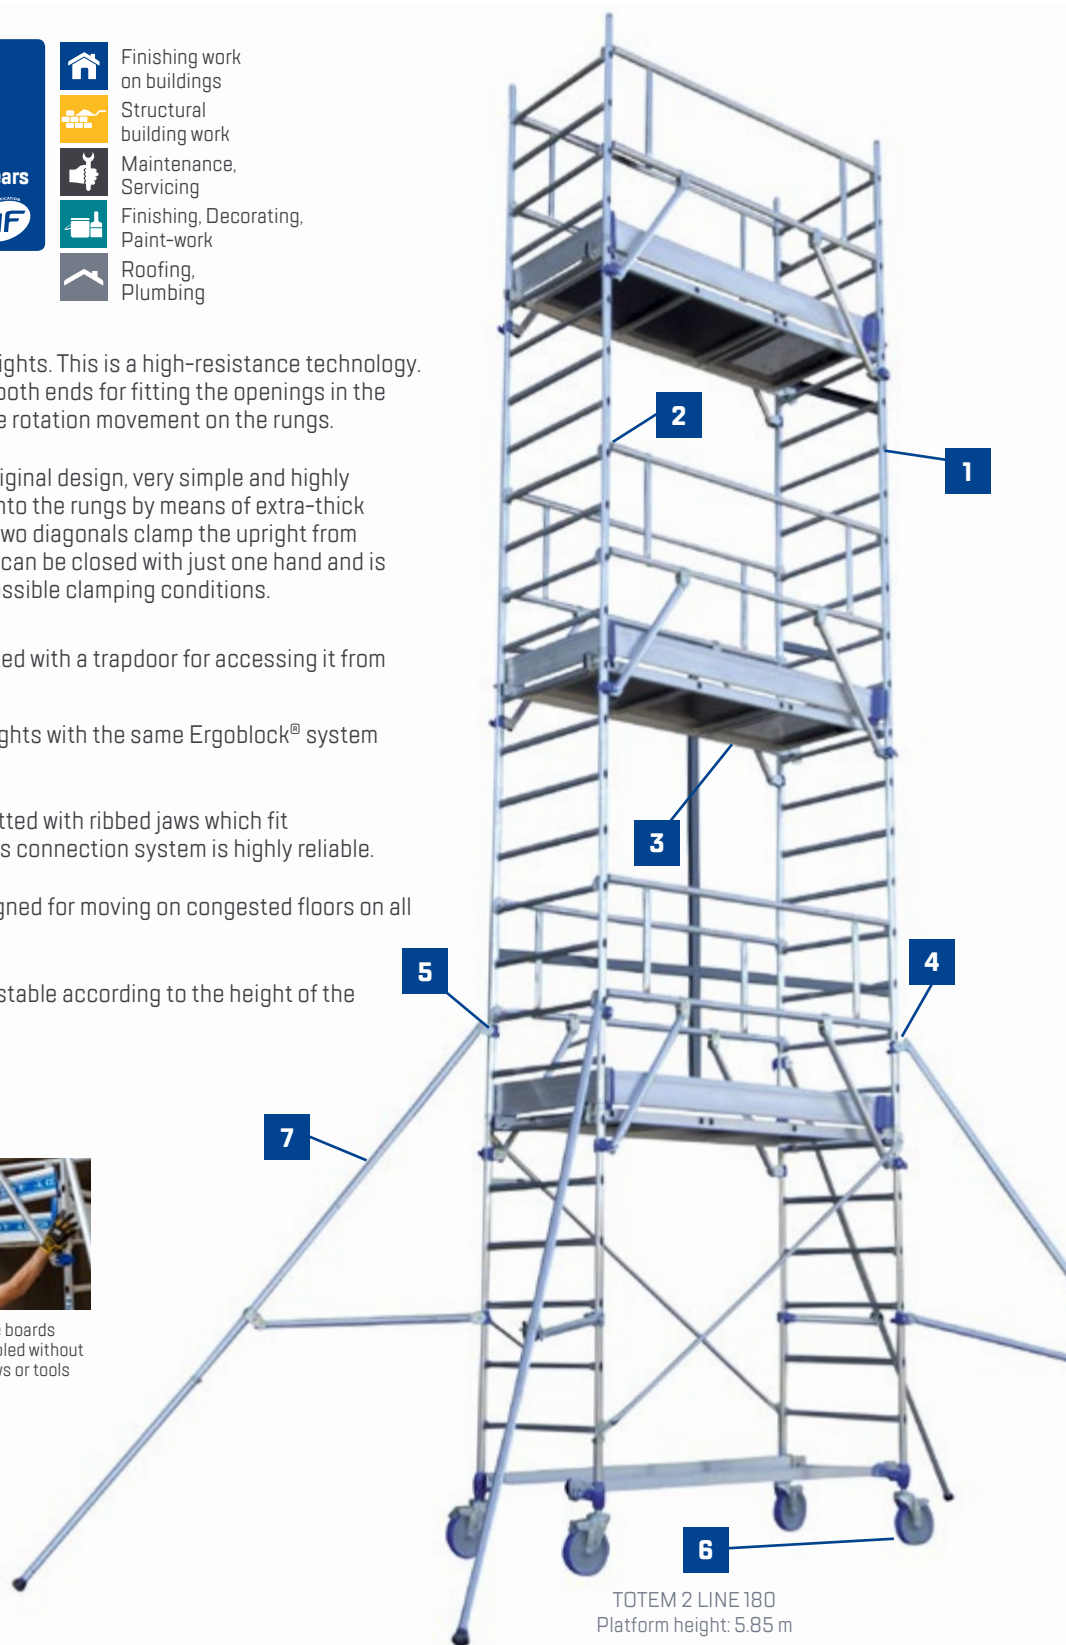 Finishing work
on buildings
Structural
building work
Maintenance,
Servicing
Finishing, Decorating,
Paint-work
Roofing,
Plumbing
ears
ights. This is a high-resistance technology.
both ends for fitting the openings in the
e rotation movement on the rungs.
iginal design, very simple and highly
nto the rungs by means of extra-thick
wo diagonals clamp the upright from
can be closed with just one hand and is
ossible clamping conditions.
ed with a trapdoor for accessing it from
ghts with the same Ergoblock® system
tted with ribbed jaws which fit
s connection system is highly reliable.
gned for moving on congested floors on all
stable according to the height of the
2
1
3
5
4
7
6
e boards
bled without
ws or tools
TOTEM 2 LINE 180
Platform height: 5.85 m